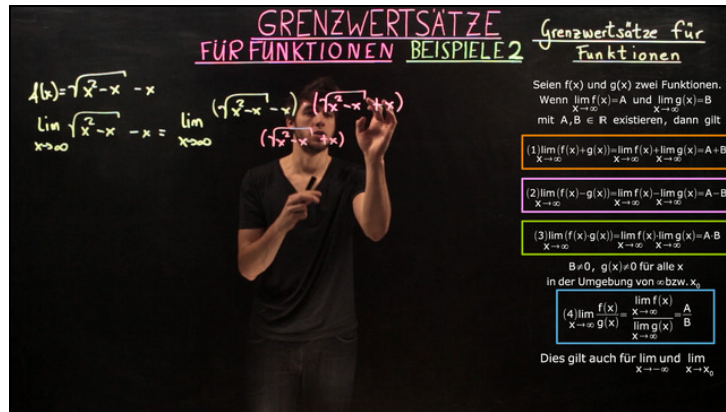 GRENZWERTSÄTZE
FÜR FUNKTIONEN BEISPIELE 2
f(x)=√(x²-x) -x
lim x→∞ √(x²-x) -x = lim x→∞ (√(x²-x) -x) (√(x²-x) +x)
(√(x²-x) +x)
Grenzwertsätze für
Funktionen
Seien f(x) und g(x) zwei Funktionen.
Wenn lim x→∞ f(x)=A und lim x→∞ g(x)=B
mit A,B ∈ ℝ existieren, dann gilt
(1) lim x→∞ (f(x)+g(x))=lim x→∞ f(x)+lim x→∞ g(x)=A+B
(2) lim x→∞ (f(x)−g(x))=lim x→∞ f(x)−lim x→∞ g(x)=A−B
(3) lim x→∞ (f(x)·g(x))=lim x→∞ f(x)·lim x→∞ g(x)=A·B
B≠0, g(x)≠0 für alle x
in der Umgebung von ∞ bzw. x₀
(4) lim x→∞ f(x)/g(x) = lim x→∞ f(x) / lim x→∞ g(x) = A/B
Dies gilt auch für lim x→−∞ und lim x→x₀